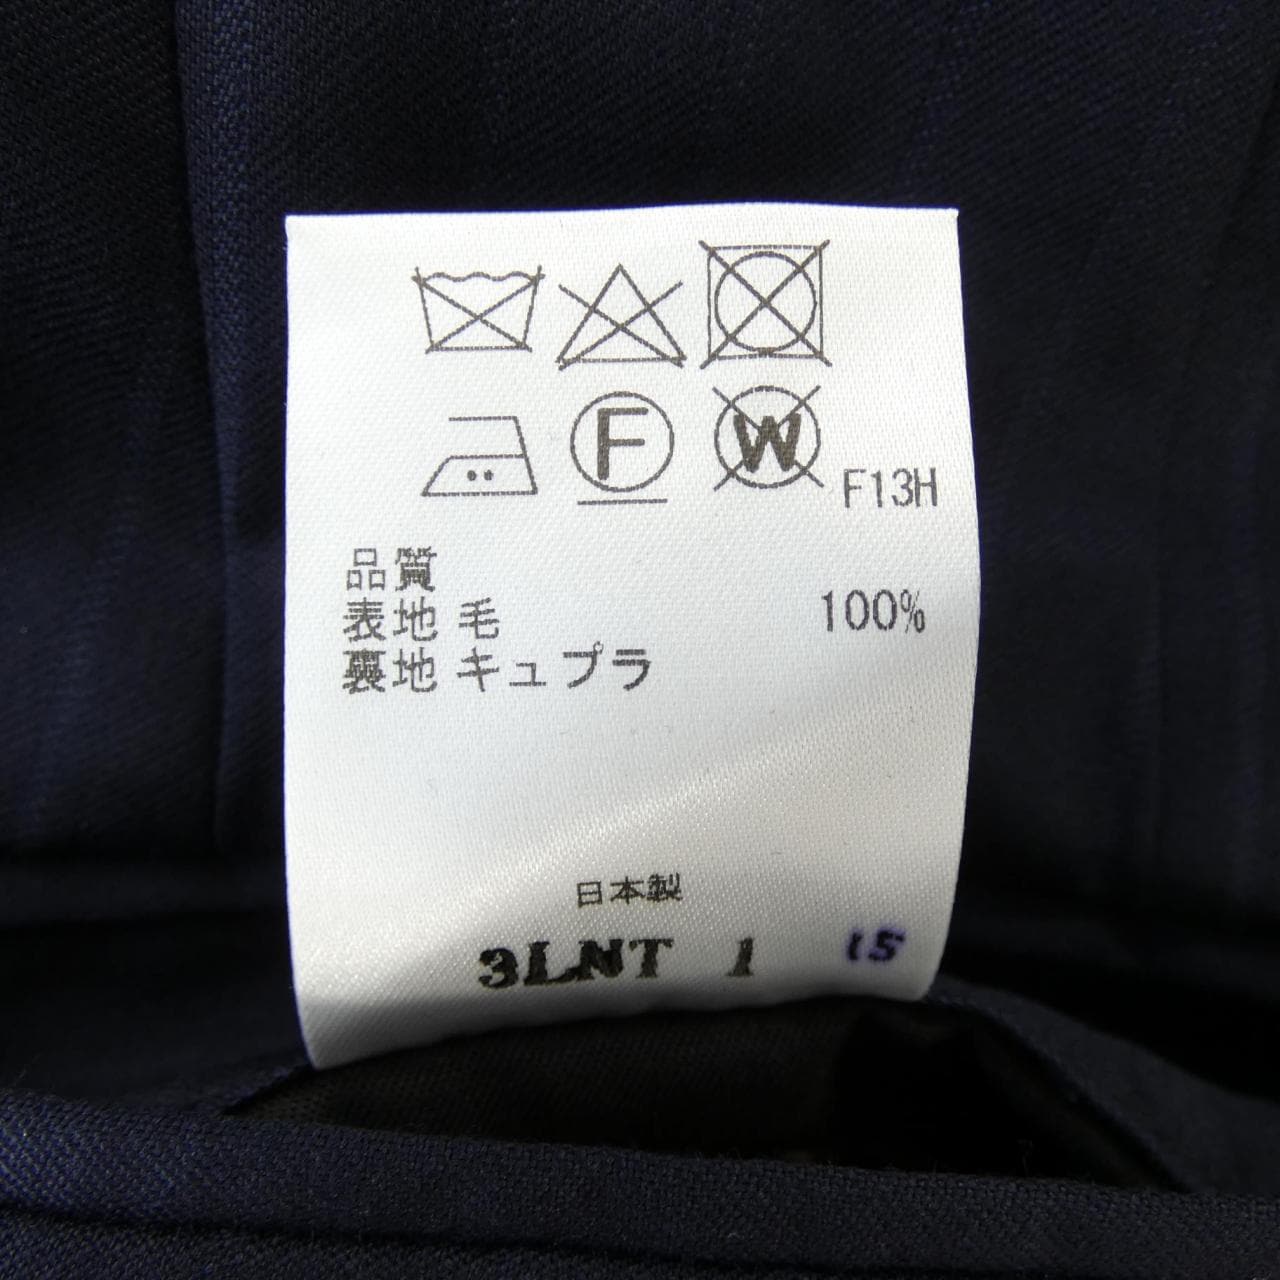 F W
F13H
品質
表地 毛 100%
裏地 キュプラ
日本製
3LNT 1 15